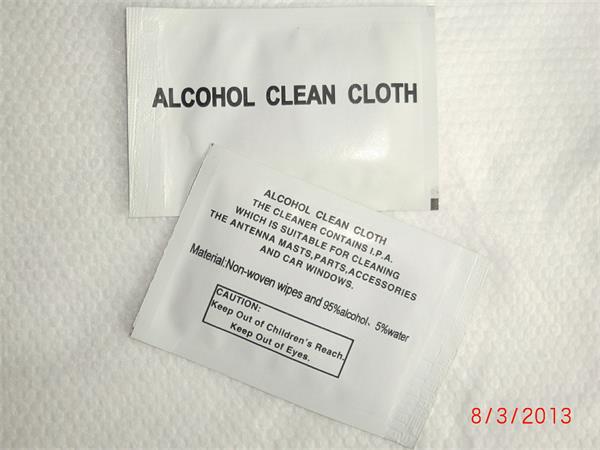 ALCOHOL CLEAN CLOTH
ALCOHOL CLEAN CLOTH
THE CLEANER CONTAINS I.P.A.
WHICH IS SUITABLE FOR CLEANING
THE ANTENNA MASTS,PARTS,ACCESSORIES
AND CAR WINDOWS.
Material:Non-woven wipes and 95%alcohol、5%water
CAUTION:
Keep Out of Children's Reach.
Keep Out of Eyes.
8/3/2013